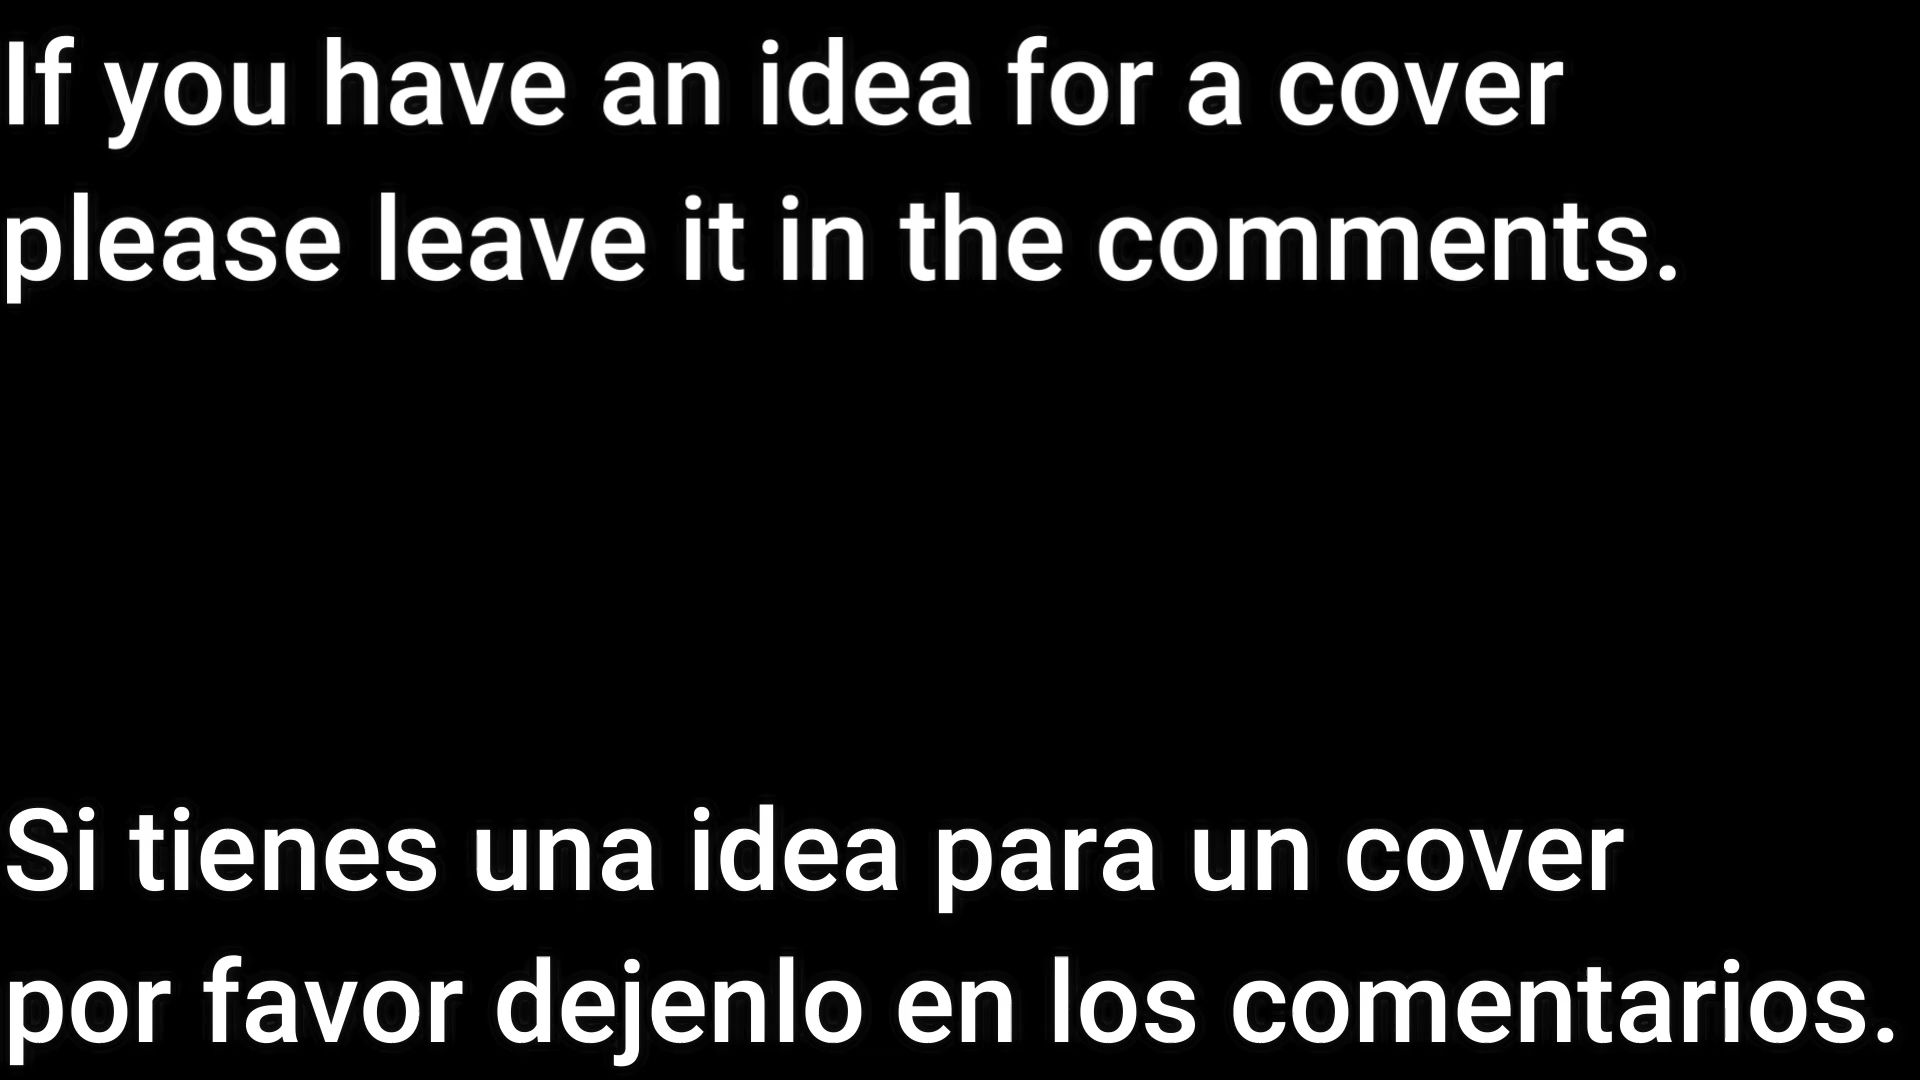 If you have an idea for a cover
please leave it in the comments.
Si tienes una idea para un cover
por favor dejenlo en los comentarios.